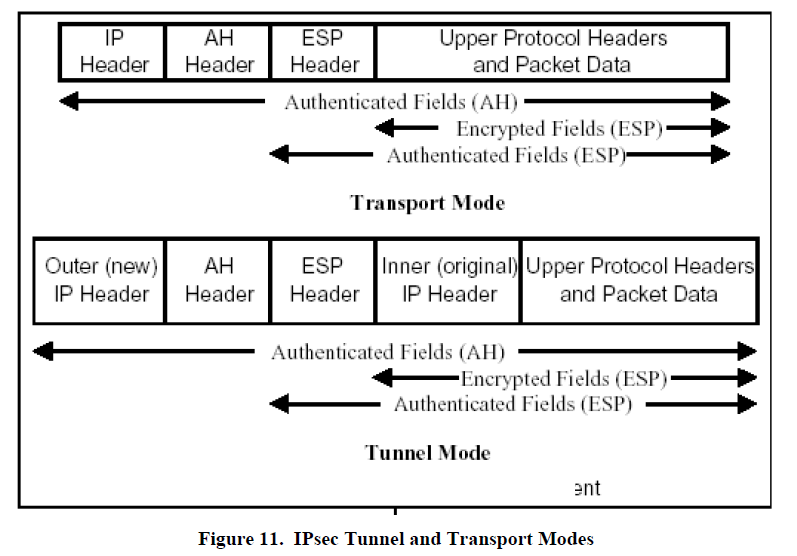 IP Header
AH Header
ESP Header
Upper Protocol Headers and Packet Data
Authenticated Fields (AH)
Encrypted Fields (ESP)
Authenticated Fields (ESP)
Transport Mode
Outer (new) IP Header
AH Header
ESP Header
Inner (original) IP Header
Upper Protocol Headers and Packet Data
Authenticated Fields (AH)
Encrypted Fields (ESP)
Authenticated Fields (ESP)
Tunnel Mode
ent
Figure 11. IPsec Tunnel and Transport Modes